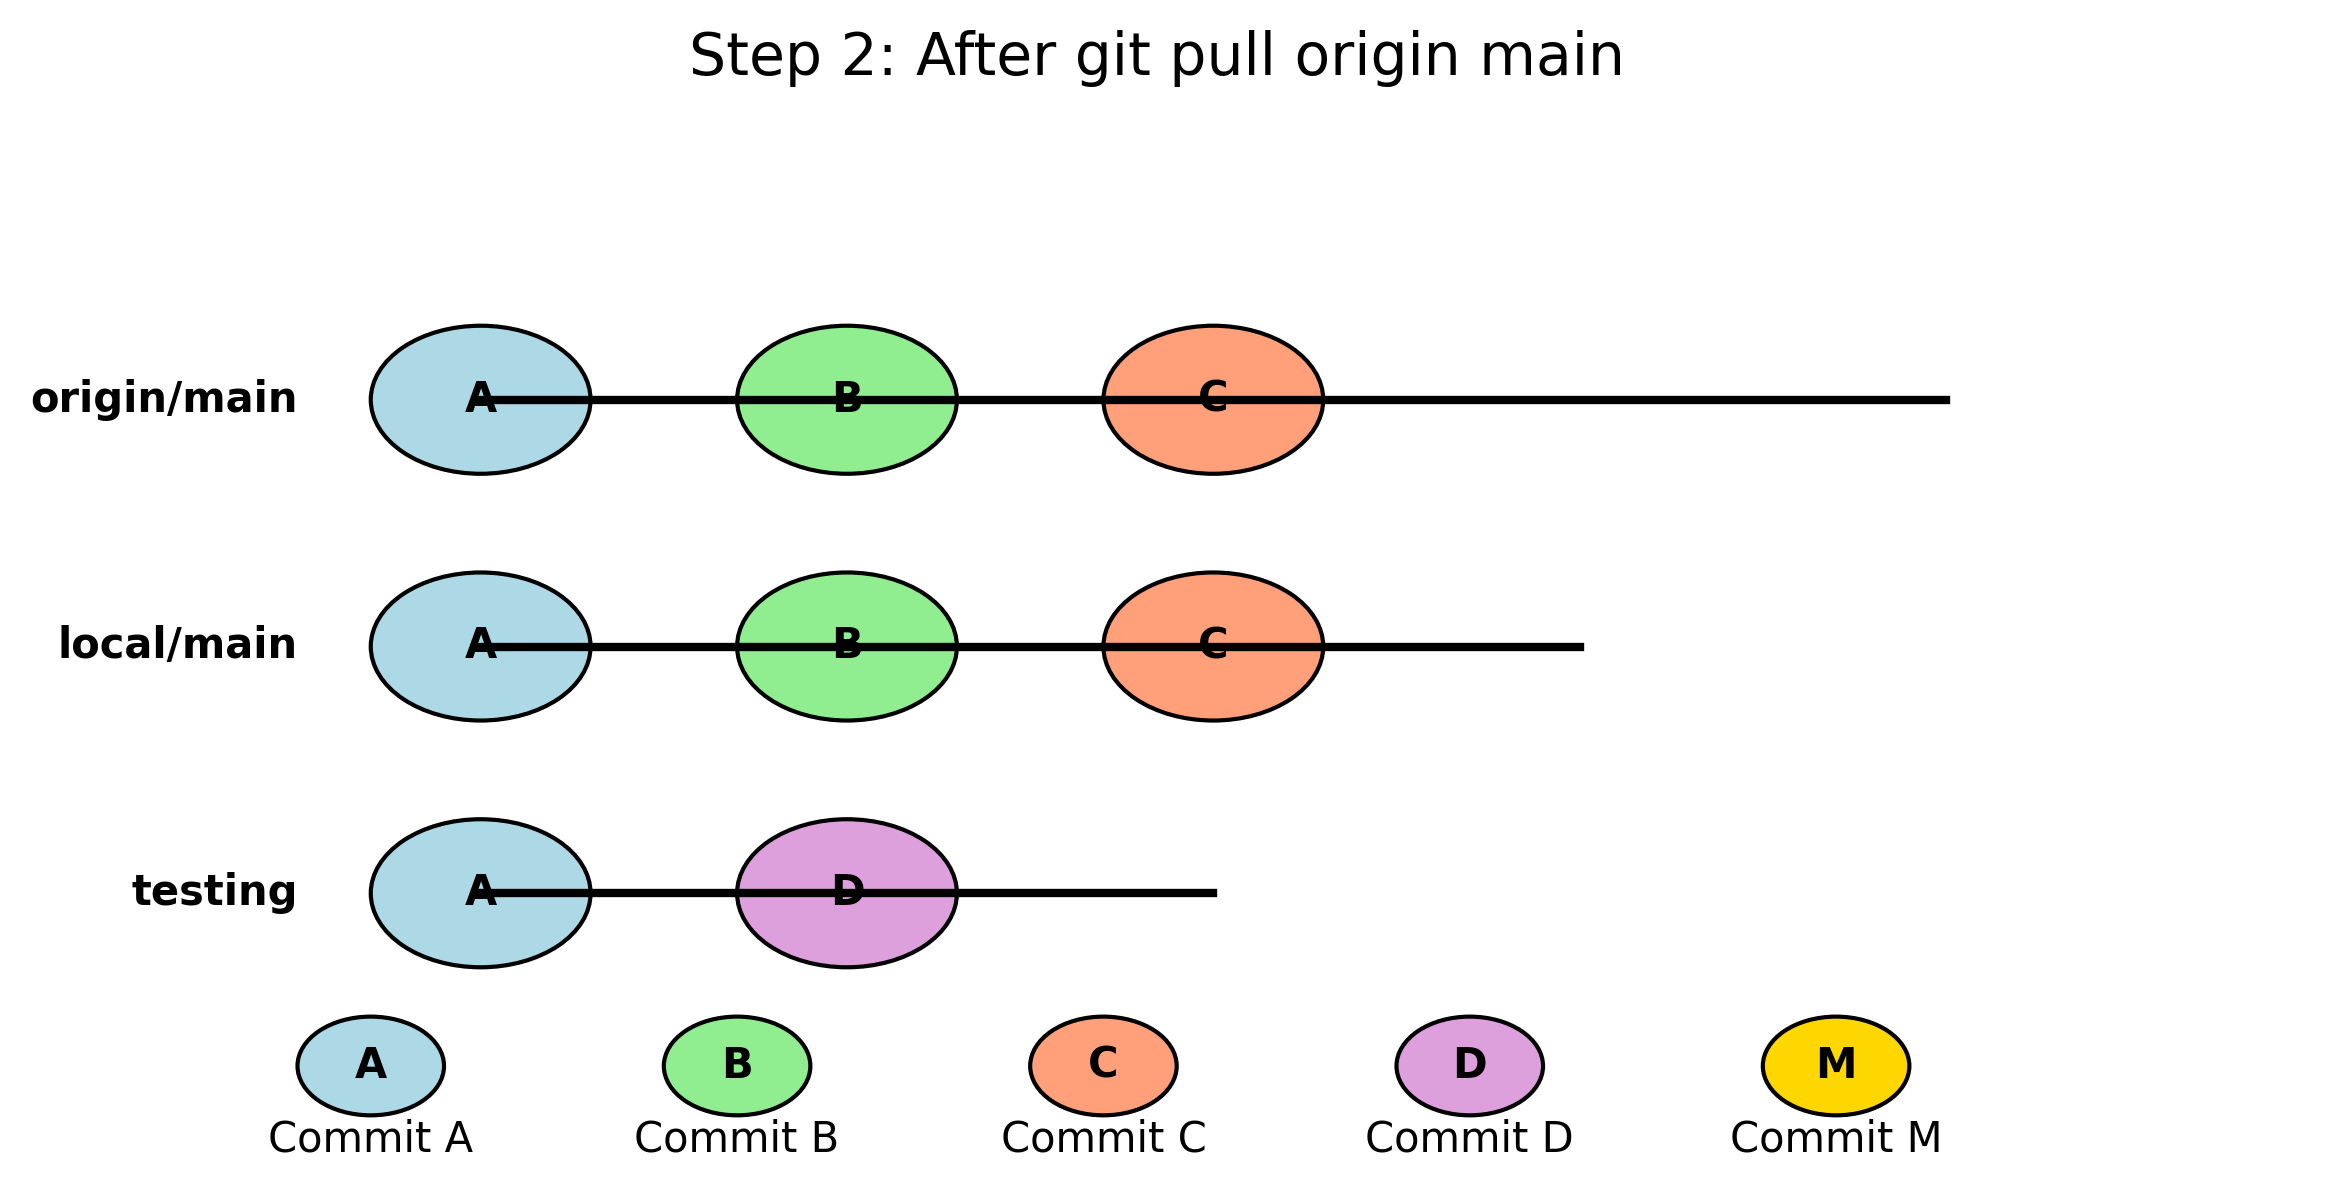 Step 2: After git pull origin main
origin/main A B C
local/main A B C
testing A D
A B C D M
Commit A Commit B Commit C Commit D Commit M